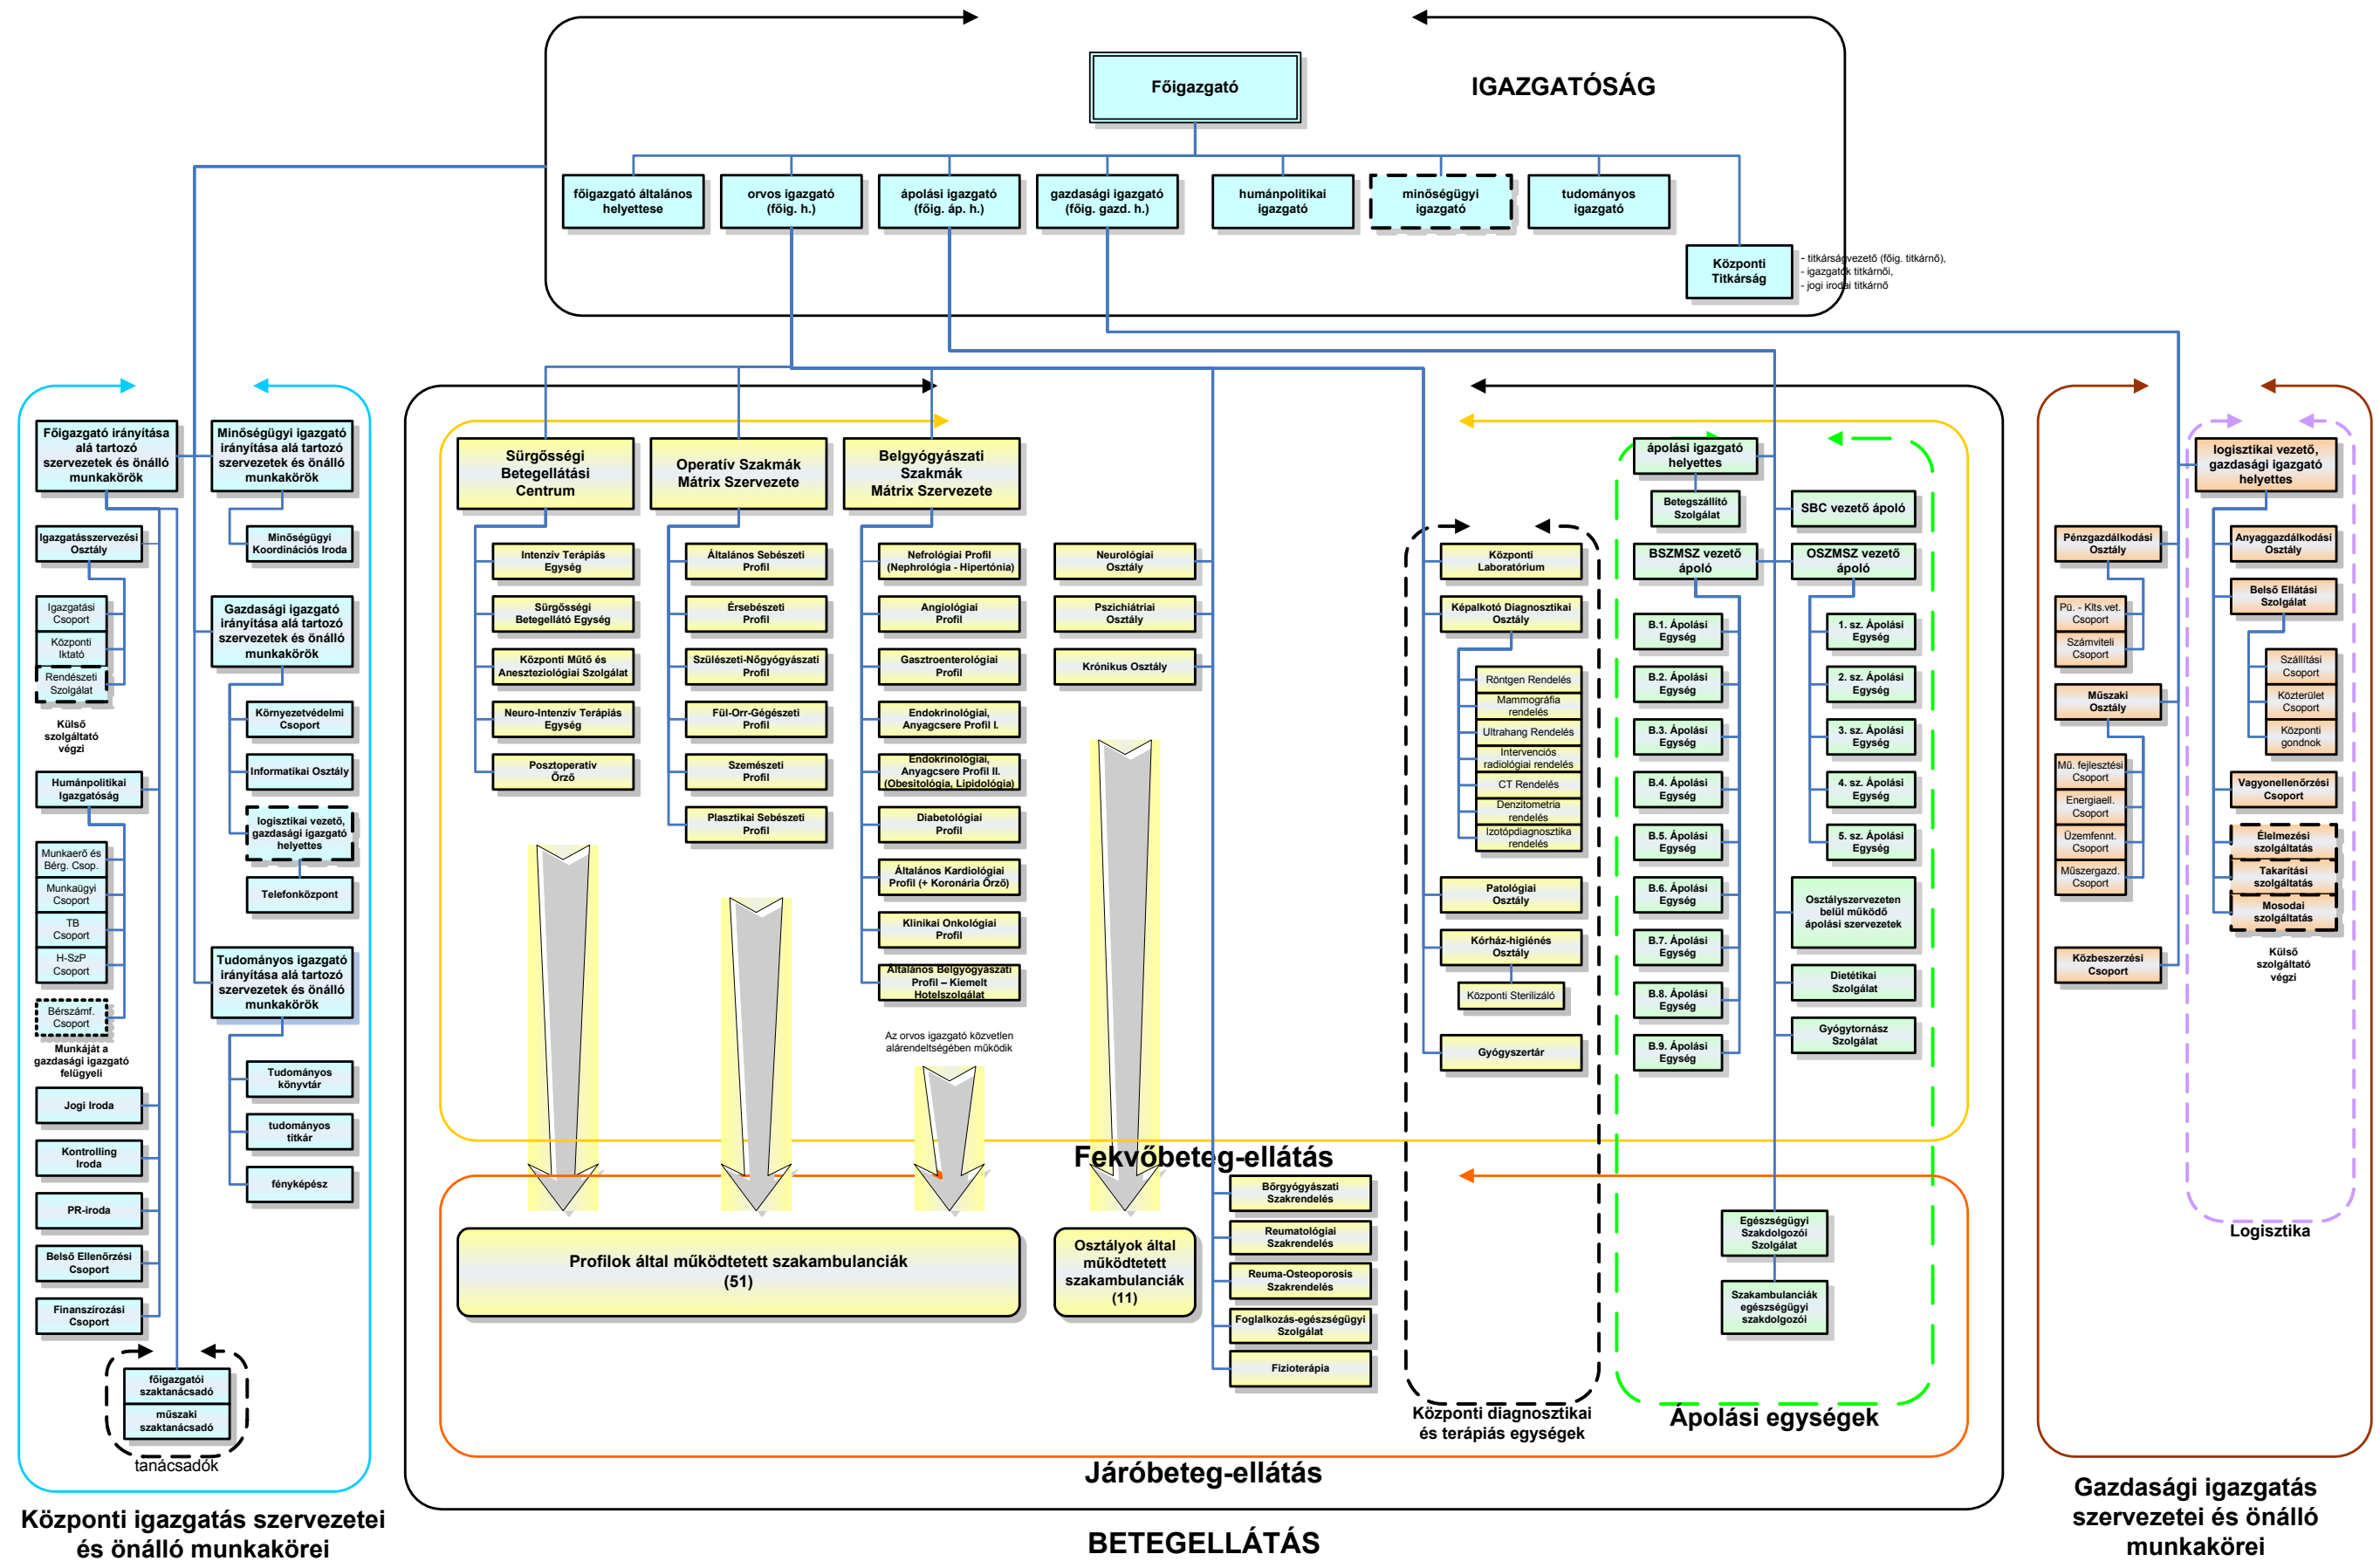 Főigazgató
IGAZGATÓSÁG
főigazgató általános
helyettese
orvos igazgató
(főig. h.)
ápolási igazgató
(főig. áp. h.)
gazdasági igazgató
(főig. gazd. h.)
humánpolitikai
igazgató
minőségügyi
igazgató
tudományos
igazgató
Központi
Titkárság
- titkárságvezető (főig. titkárnő),
- igazgatók titkárnői,
- jogi irodai titkárnő
Főigazgató irányítása
alá tartozó
szervezetek és önálló
munkakörök
Igazgatásszervezési
Osztály
Igazgatási
Csoport
Központi
Iktató
Rendészeti
Szolgálat
Külső
szolgáltató
végzi
Humánpolitikai
Igazgatóság
Munkaerő és
Bérg. Csop.
Munkaügyi
Csoport
TB
Csoport
H-SzP
Csoport
Bérszámf.
Csoport
Munkáját a
gazdasági igazgató
felügyeli
Jogi Iroda
Kontrolling
Iroda
PR-iroda
Belső Ellenőrzési
Csoport
Finanszírozási
Csoport
főigazgatói
szaktanácsadó
műszaki
szaktanácsadó
tanácsadók
Minőségügyi igazgató
irányítása alá tartozó
szervezetek és önálló
munkakörök
Minőségügyi
Koordinációs Iroda
Gazdasági igazgató
irányítása alá tartozó
szervezetek és önálló
munkakörök
Környezetvédelmi
Csoport
Informatikai Osztály
logisztikai vezető,
gazdasági igazgató
helyettes
Telefonközpont
Tudományos igazgató
irányítása alá tartozó
szervezetek és önálló
munkakörök
Tudományos
könyvtár
tudományos
titkár
fényképész
Központi igazgatás szervezetei
és önálló munkakörei
Sürgősségi
Betegellátási
Centrum
Intenzív Terápiás
Egység
Sürgősségi
Betegellátó Egység
Központi Műtő és
Aneszteziológiai Szolgálat
Neuro-Intenzív Terápiás
Egység
Posztoperatív
Őrző
Operatív Szakmák
Mátrix Szervezete
Általános Sebészeti
Profil
Érsebészeti
Profil
Szülészeti-Nőgyógyászati
Profil
Fül-Orr-Gégészeti
Profil
Szemészeti
Profil
Plasztikai Sebészeti
Profil
Belgyógyászati
Szakmák
Mátrix Szervezete
Nefrológiai Profil
(Nephrológia - Hipertónia)
Angiológiai
Profil
Gasztroenterológiai
Profil
Endokrinológiai,
Anyagcsere Profil I.
Endokrinológiai,
Anyagcsere Profil II.
(Obesitológia, Lipidológia)
Diabetológiai
Profil
Általános Kardiológiai
Profil (+ Koronária Őrző)
Klinikai Onkológiai
Profil
Általános Belgyógyászati
Profil – Kiemelt
Hotelszolgálat
Az orvos igazgató közvetlen
alárendeltségében működik
Neurológiai
Osztály
Pszichiátriai
Osztály
Krónikus Osztály
Központi
Laboratórium
Képalkotó Diagnosztikai
Osztály
Röntgen Rendelés
Mammográfia
rendelés
Ultrahang Rendelés
Intervenciós
radiológiai rendelés
CT Rendelés
Denzitometria
rendelés
Izotópdiagnosztika
rendelés
Patológiai
Osztály
Kórház-higiénés
Osztály
Központi Sterilizáló
Gyógyszertár
ápolási igazgató
helyettes
Betegszállító
Szolgálat
SBC vezető ápoló
BSZMSZ vezető
ápoló
OSZMSZ vezető
ápoló
B.1. Ápolási
Egység
B.2. Ápolási
Egység
B.3. Ápolási
Egység
B.4. Ápolási
Egység
B.5. Ápolási
Egység
B.6. Ápolási
Egység
B.7. Ápolási
Egység
B.8. Ápolási
Egység
B.9. Ápolási
Egység
1. sz. Ápolási
Egység
2. sz. Ápolási
Egység
3. sz. Ápolási
Egység
4. sz. Ápolási
Egység
5. sz. Ápolási
Egység
Osztályszervezeten
belül működő
ápolási szervezetek
Dietétikai
Szolgálat
Gyógytornász
Szolgálat
Fekvőbeteg-ellátás
Profilok által működtetett szakambulanciák
(51)
Osztályok által
működtetett
szakambulanciák
(11)
Bőrgyógyászati
Szakrendelés
Reumatológiai
Szakrendelés
Reuma-Osteoporosis
Szakrendelés
Foglalkozás-egészségügyi
Szolgálat
Fizioterápia
Egészségügyi
Szakdolgozói
Szolgálat
Szakambulanciák
egészségügyi
szakdolgozói
Központi diagnosztikai
és terápiás egységek
Ápolási egységek
Járóbeteg-ellátás
BETEGELLÁTÁS
Pénzgazdálkodási
Osztály
Pü. - Klts.vet.
Csoport
Számviteli
Csoport
Műszaki
Osztály
Mű. fejlesztési
Csoport
Energiaell.
Csoport
Üzemfennt.
Csoport
Műszergazd.
Csoport
Közbeszerzési
Csoport
logisztikai vezető,
gazdasági igazgató
helyettes
Anyaggazdálkodási
Osztály
Belső Ellátási
Szolgálat
Szállítási
Csoport
Közterület
Csoport
Központi
gondnok
Vagyonellenőrzési
Csoport
Élelmezési
szolgáltatás
Takarítási
szolgáltatás
Mosodai
szolgáltatás
Külső
szolgáltató
végzi
Logisztika
Gazdasági igazgatás
szervezetei és önálló
munkakörei